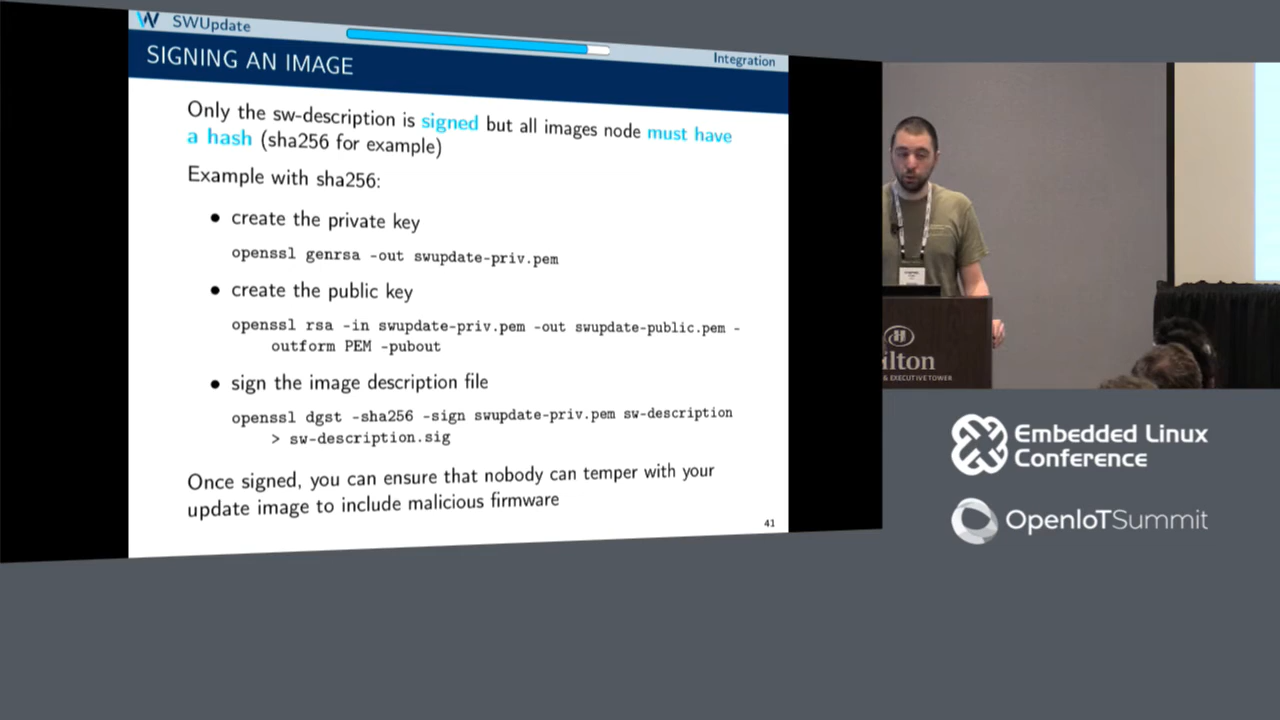 SWUpdate
Integration
SIGNING AN IMAGE
Only the sw-description is signed but all images node must have
a hash (sha256 for example)
Example with sha256:
• create the private key
openssl genrsa -out swupdate-priv.pem
• create the public key
openssl rsa -in swupdate-priv.pem -out swupdate-public.pem -
outform PEM -pubout
• sign the image description file
openssl dgst -sha256 -sign swupdate-priv.pem sw-description
> sw-description.sig
Once signed, you can ensure that nobody can temper with your
update image to include malicious firmware
41
ilton
& EXECUTIVE TOWER
Embedded Linux
Conference
OpenIoTSummit